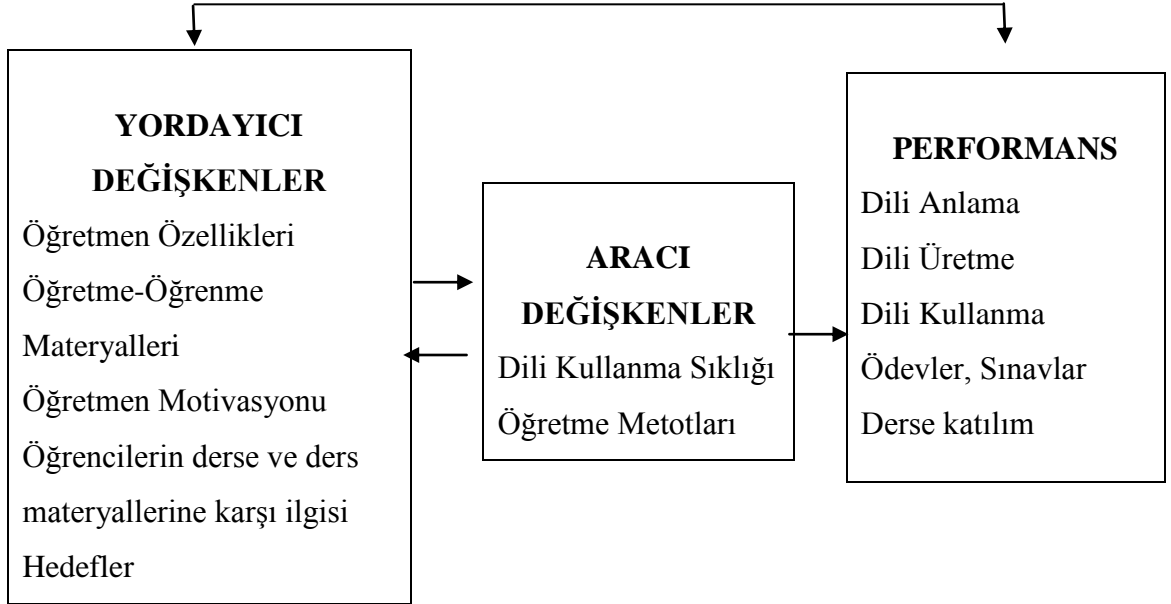 YORDAYICI
DEĞİŞKENLER
Öğretmen Özellikleri
Öğretme-Öğrenme
Materyalleri
Öğretmen Motivasyonu
Öğrencilerin derse ve ders
materyallerine karşı ilgisi
Hedefler
ARACI
DEĞİŞKENLER
Dili Kullanma Sıklığı
Öğretme Metotları
PERFORMANS
Dili Anlama
Dili Üretme
Dili Kullanma
Ödevler, Sınavlar
Derse katılım